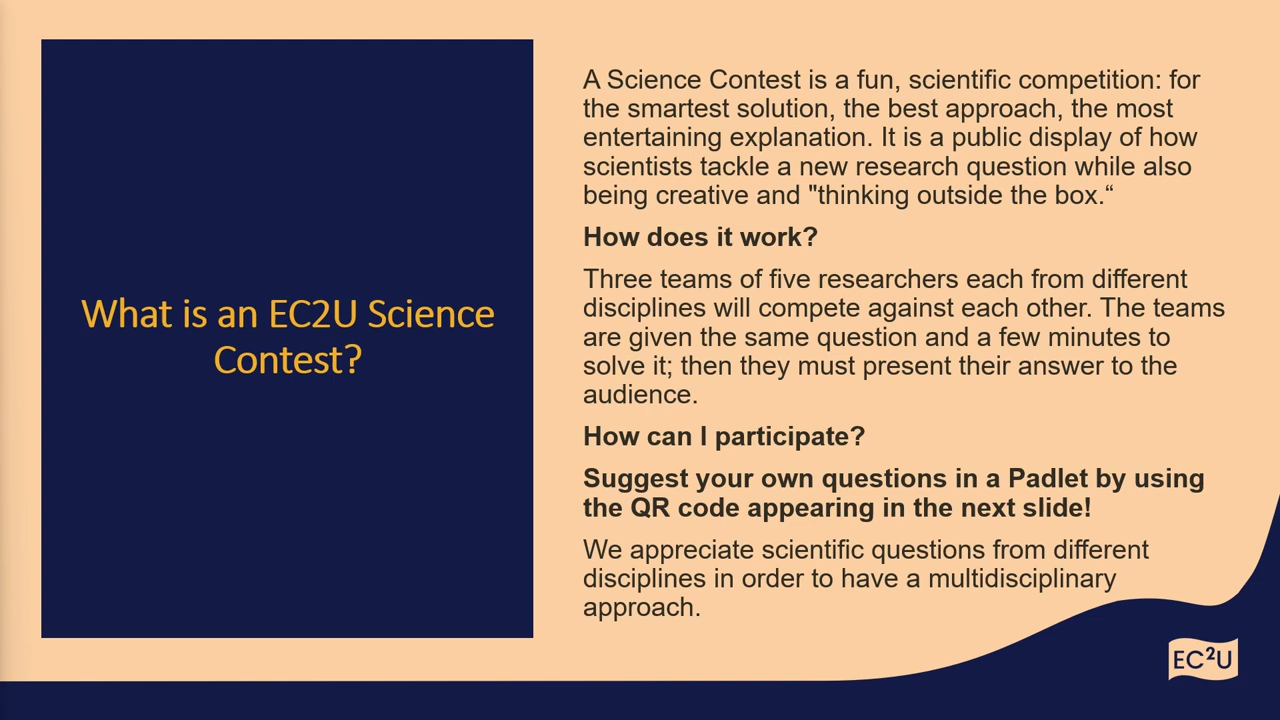 What is an EC2U Science
Contest?
A Science Contest is a fun, scientific competition: for
the smartest solution, the best approach, the most
entertaining explanation. It is a public display of how
scientists tackle a new research question while also
being creative and "thinking outside the box.“
How does it work?
Three teams of five researchers each from different
disciplines will compete against each other. The teams
are given the same question and a few minutes to
solve it; then they must present their answer to the
audience.
How can I participate?
Suggest your own questions in a Padlet by using
the QR code appearing in the next slide!
We appreciate scientific questions from different
disciplines in order to have a multidisciplinary
approach.
EC²U